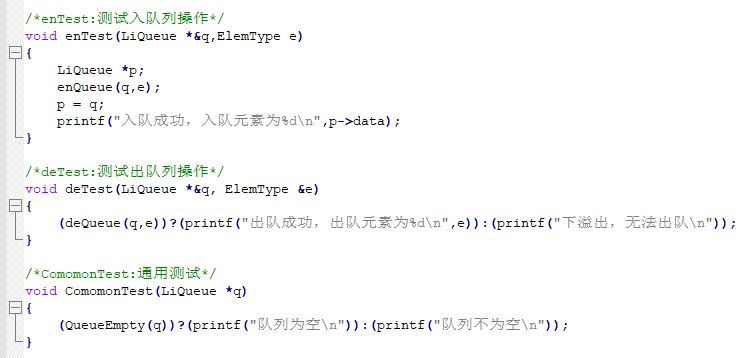 /*enTest:测试入队列操作*/
void enTest(LiQueue *&q,ElemType e)
{
    LiQueue *p;
    enQueue(q,e);
    p = q;
    printf("入队成功，入队元素为%d\n",p->data);
}
/*deTest:测试出队列操作*/
void deTest(LiQueue *&q, ElemType &e)
{
    (deQueue(q,e))?(printf("出队成功，出队元素为%d\n",e)):(printf("下溢出，无法出队\n"));
}
/*ComomonTest:通用测试*/
void ComomonTest(LiQueue *q)
{
    (QueueEmpty(q))?(printf("队列为空\n")):(printf("队列不为空\n"));
}